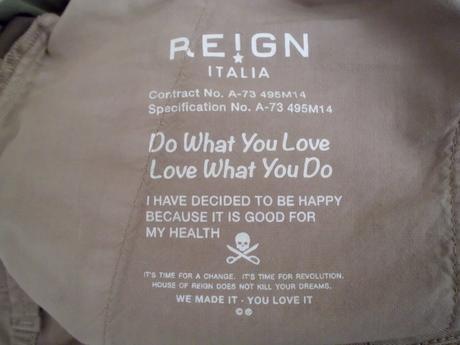 RE!GN
ITALIA
Contract No. A-73 495M14
Specification No. A-73 495M14
Do What You Love
Love What You Do
I HAVE DECIDED TO BE HAPPY
BECAUSE IT IS GOOD FOR
MY HEALTH
IT'S TIME FOR A CHANGE. IT'S TIME FOR REVOLUTION.
HOUSE OF REIGN DOES NOT KILL YOUR DREAMS.
WE MADE IT - YOU LOVE IT
©®